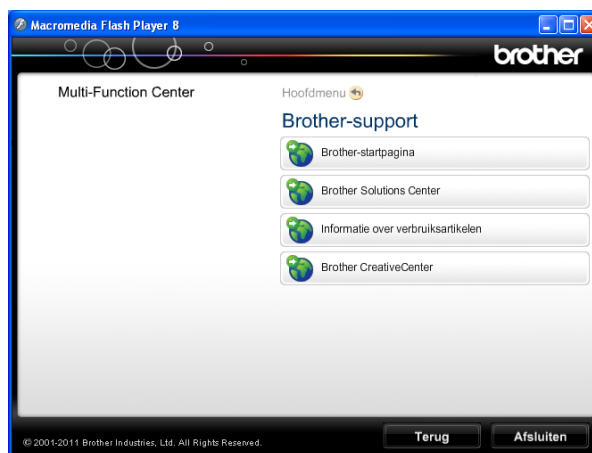 Macromedia Flash Player 8
brother
Multi-Function Center
Hoofdmenu
Brother-support
Brother-startpagina
Brother Solutions Center
Informatie over verbruiksartikelen
Brother CreativeCenter
© 2001-2011 Brother Industries, Ltd. All Rights Reserved.
Terug
Afsluiten